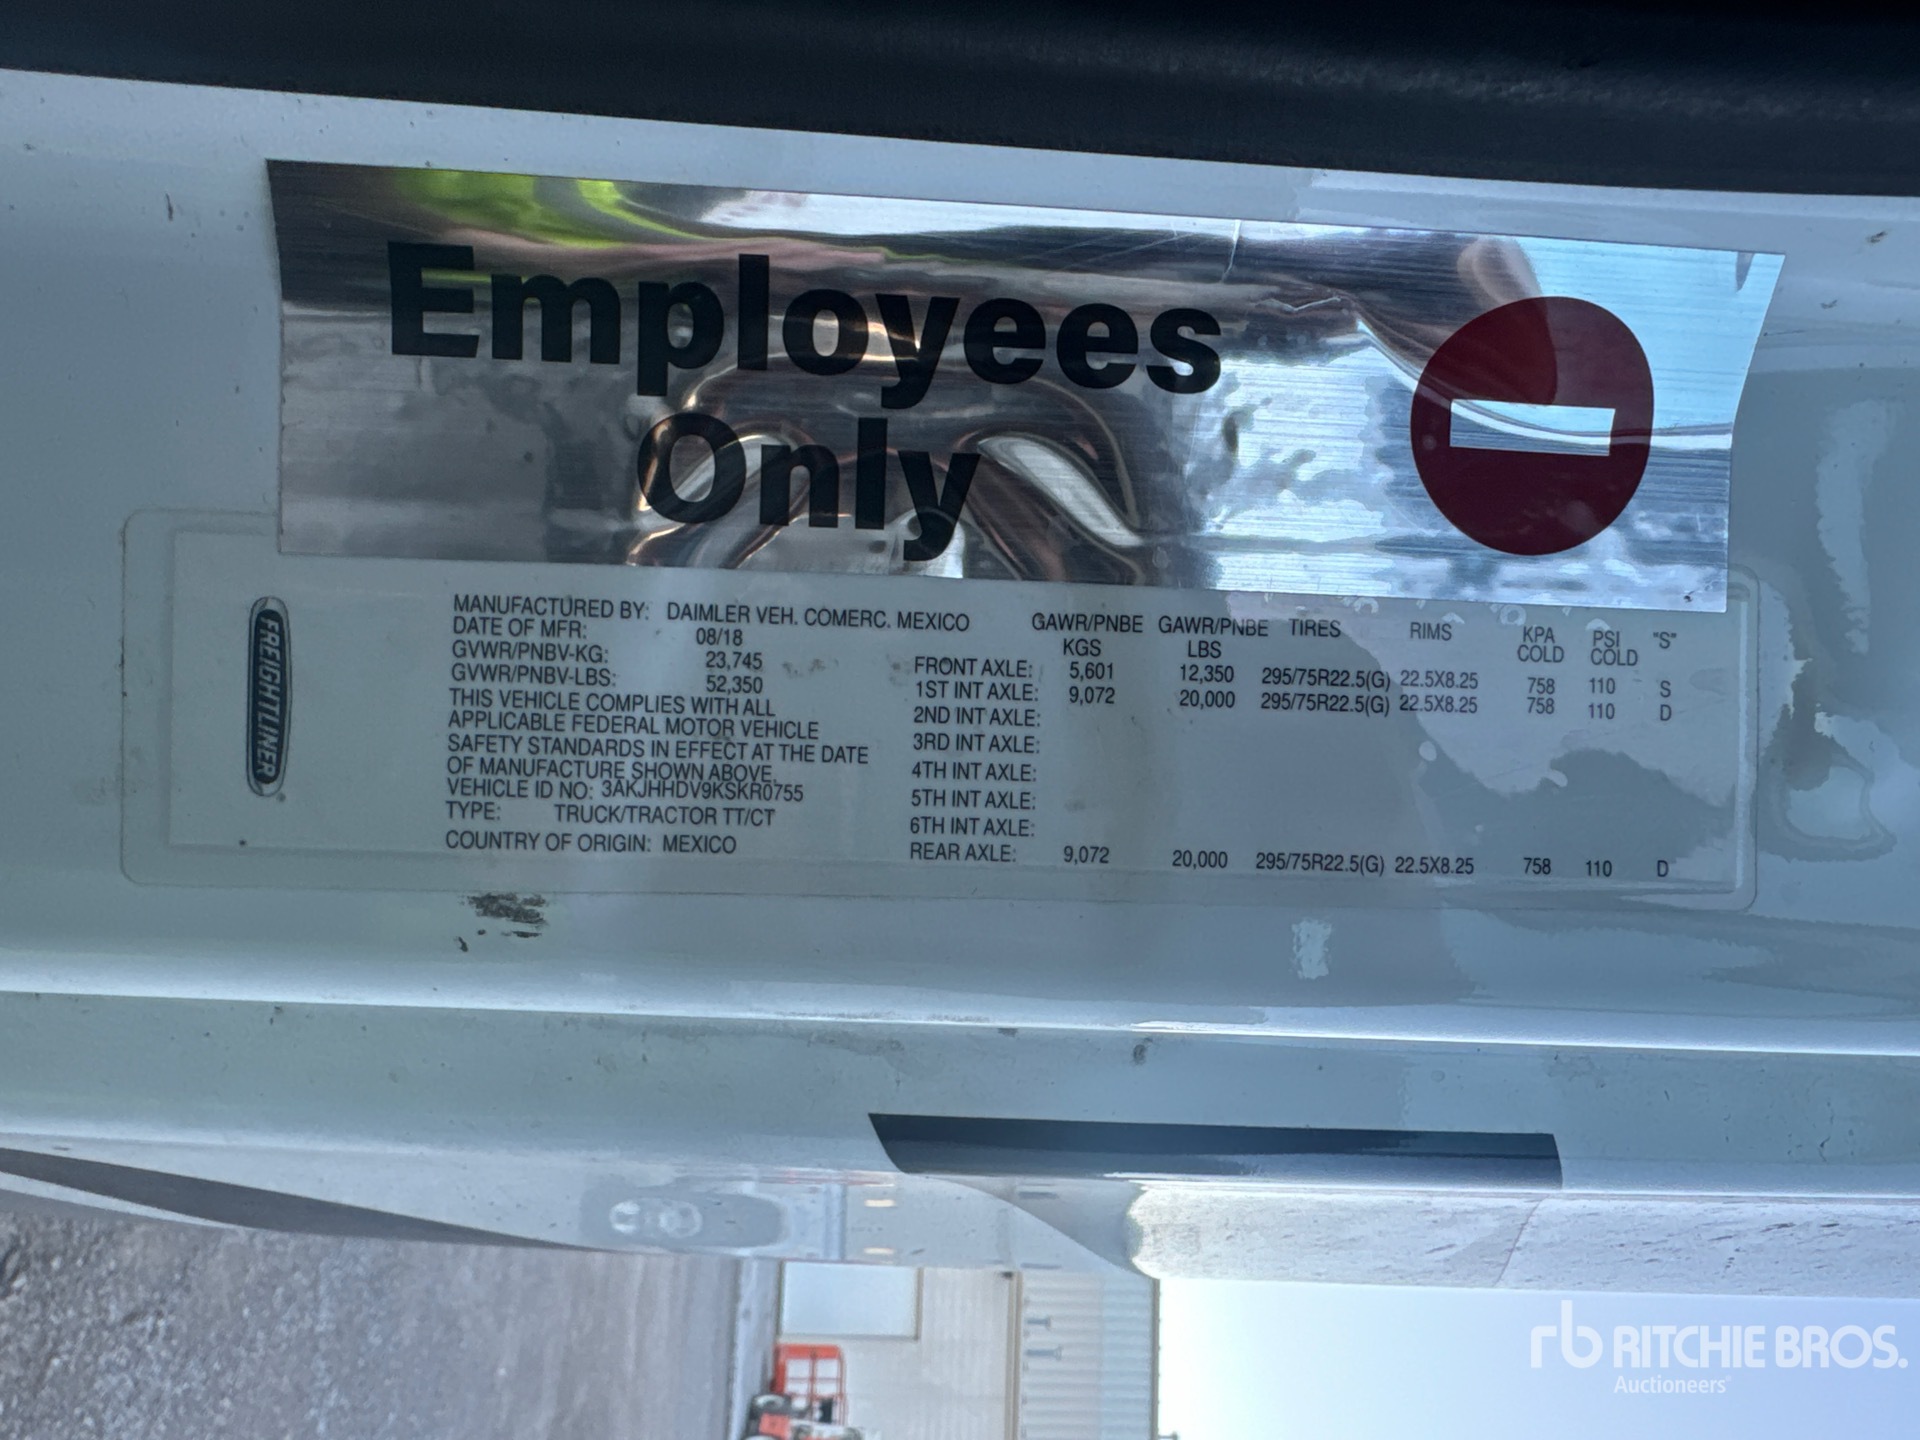 Employees
Only
FREIGHTLINER
MANUFACTURED BY: DAIMLER VEH. COMERC. MEXICO
DATE OF MFR: 08/18
GVWR/PNBV-KG: 23,745
GVWR/PNBV-LBS: 52,350
THIS VEHICLE COMPLIES WITH ALL
APPLICABLE FEDERAL MOTOR VEHICLE
SAFETY STANDARDS IN EFFECT AT THE DATE
OF MANUFACTURE SHOWN ABOVE.
VEHICLE ID NO: 3AKJHHDV9KSKR0755
TYPE: TRUCK/TRACTOR TT/CT
COUNTRY OF ORIGIN: MEXICO
GAWR/PNBE GAWR/PNBE TIRES RIMS KPA PSI "S"
KGS LBS COLD COLD
FRONT AXLE: 5,601 12,350 295/75R22.5(G) 22.5X8.25 758 110 S
1ST INT AXLE: 9,072 20,000 295/75R22.5(G) 22.5X8.25 758 110 D
2ND INT AXLE:
3RD INT AXLE:
4TH INT AXLE:
5TH INT AXLE:
6TH INT AXLE:
REAR AXLE: 9,072 20,000 295/75R22.5(G) 22.5X8.25 758 110 D
rb RITCHIE BROS.
Auctioneers